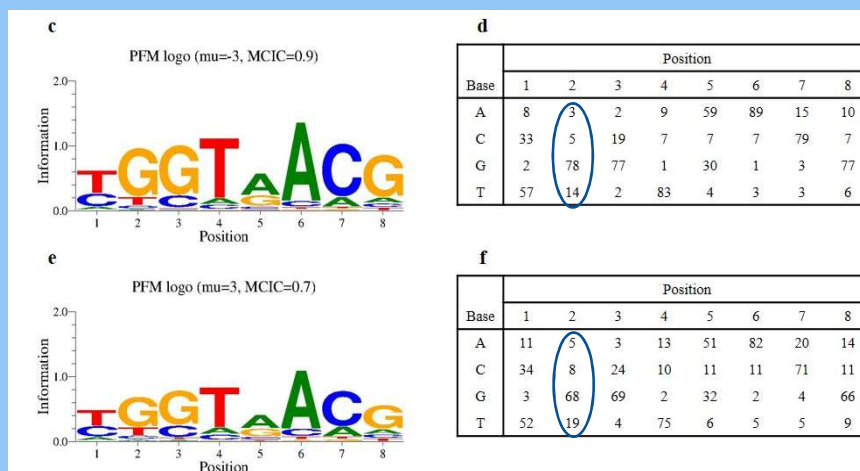 c
PFM logo (mu=-3, MCIC=0.9)
2.0
1.0
0.0
Information
TGGTAACG
1 2 3 4 5 6 7 8
Position
d
Position
Base 1 2 3 4 5 6 7 8
A 8 3 2 9 59 89 15 10
C 33 5 19 7 7 7 79 7
G 2 78 77 1 30 1 3 77
T 57 14 2 83 4 3 3 6
e
PFM logo (mu=3, MCIC=0.7)
2.0
1.0
0.0
Information
TGGTAACG
1 2 3 4 5 6 7 8
Position
f
Position
Base 1 2 3 4 5 6 7 8
A 11 5 3 13 51 82 20 14
C 34 8 24 10 11 11 71 11
G 3 68 69 2 32 2 4 66
T 52 19 4 75 6 5 5 9